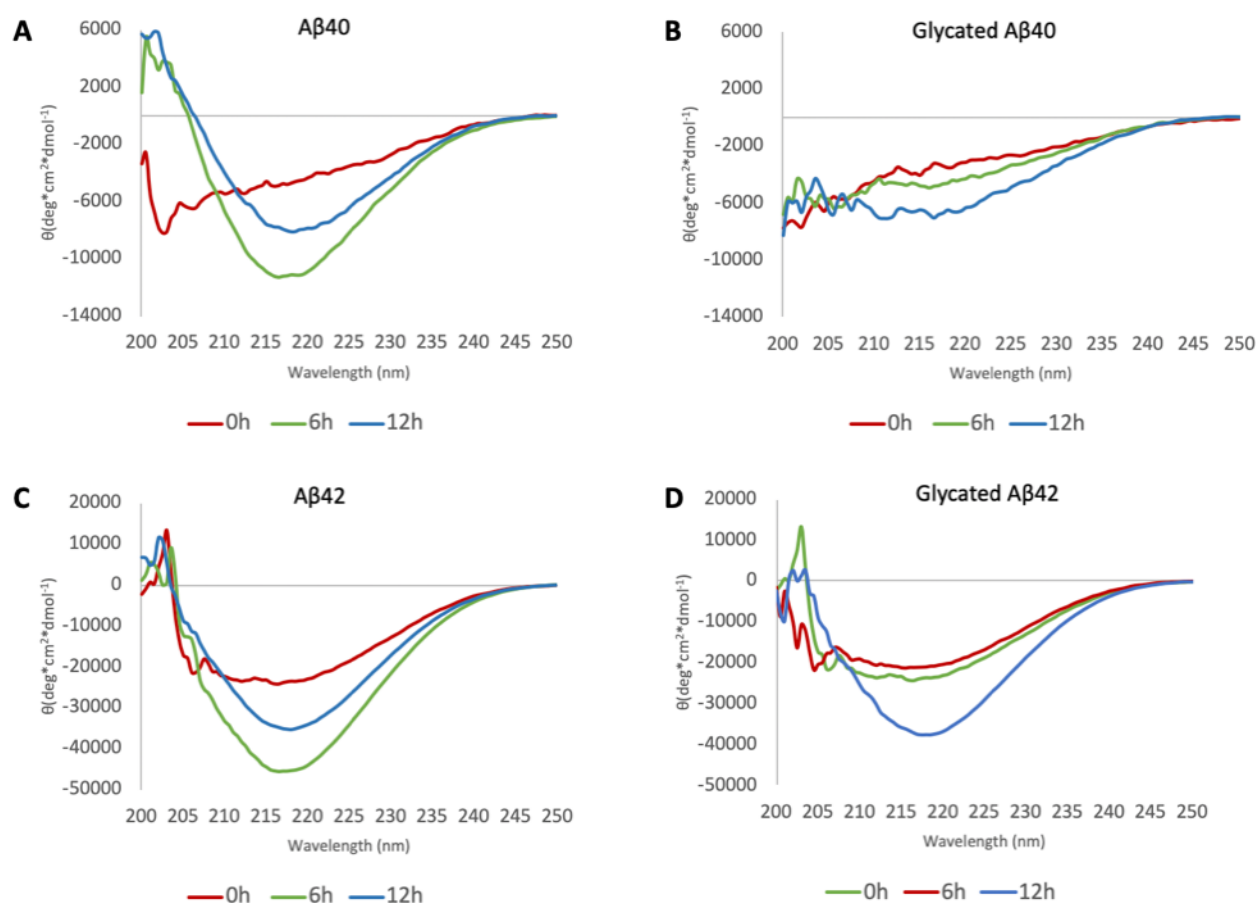 A
Aβ40
6000
2000
-2000
-6000
-10000
-14000
θ(deg*cm²*dmol⁻¹)
200 205 210 215 220 225 230 235 240 245 250
Wavelength (nm)
0h 6h 12h
B
Glycated Aβ40
6000
2000
-2000
-6000
-10000
-14000
θ(deg*cm²*dmol⁻¹)
200 205 210 215 220 225 230 235 240 245 250
Wavelength (nm)
0h 6h 12h
C
Aβ42
20000
10000
0
-10000
-20000
-30000
-40000
-50000
θ(deg*cm²*dmol⁻¹)
200 205 210 215 220 225 230 235 240 245 250
Wavelength (nm)
0h 6h 12h
D
Glycated Aβ42
20000
10000
0
-10000
-20000
-30000
-40000
-50000
θ(deg*cm²*dmol⁻¹)
200 205 210 215 220 225 230 235 240 245 250
Wavelength (nm)
0h 6h 12h